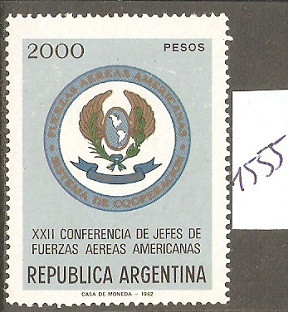 2000 PESOS
FUERZAS AEREAS AMERICANAS
SISTEMA DE COOPERACION
XXII CONFERENCIA DE JEFES DE
FUERZAS AEREAS AMERICANAS
REPUBLICA ARGENTINA
CASA DE MONEDA - 1982
1555